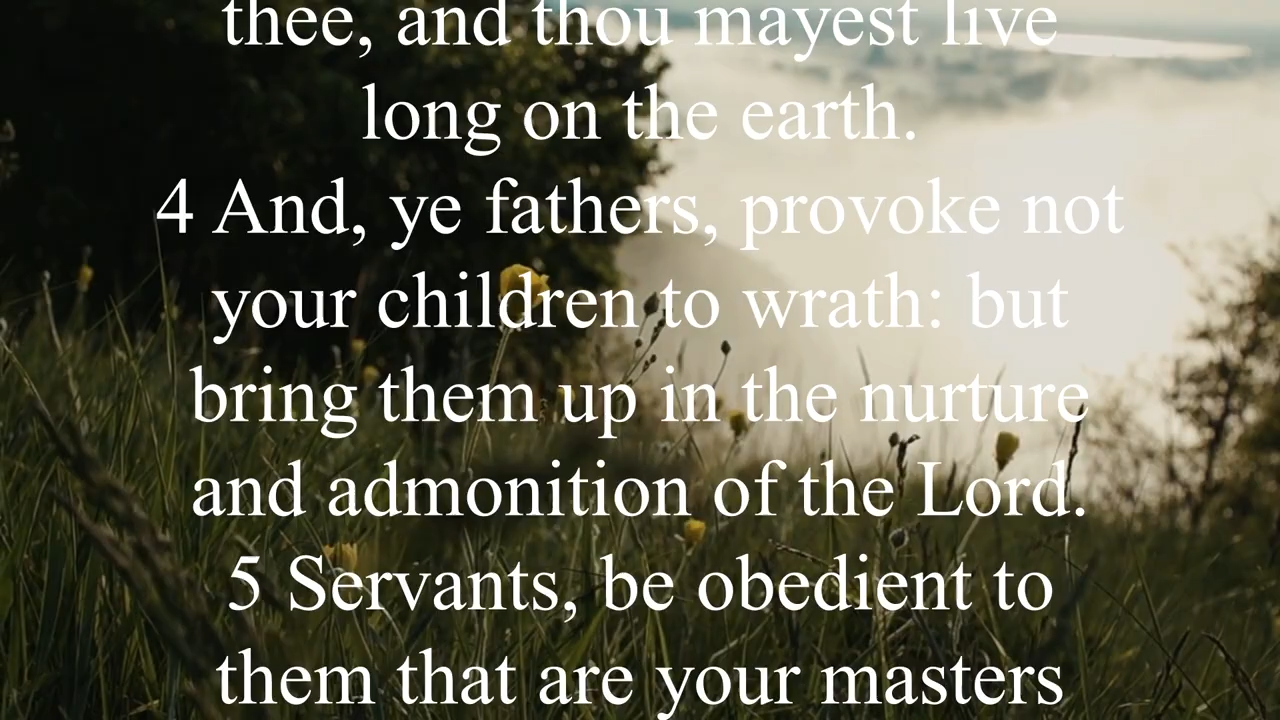 thee, and thou mayest live
long on the earth.
4 And, ye fathers, provoke not
your children to wrath: but
bring them up in the nurture
and admonition of the Lord.
5 Servants, be obedient to
them that are your masters